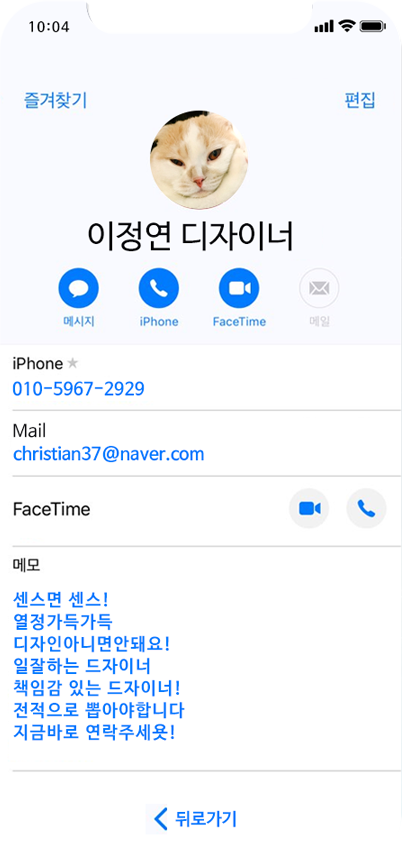 10:04
즐겨찾기
편집
이정연 디자이너
메시지
iPhone
FaceTime
메일
iPhone ★
010-5967-2929
Mail
christian37@naver.com
FaceTime
메모
센스면 센스!
열정가득가득
디자인아니면안돼요!
일잘하는 드자이너
책임감 있는 드자이너!
전적으로 뽑아야합니다
지금바로 연락주세욧!
뒤로가기